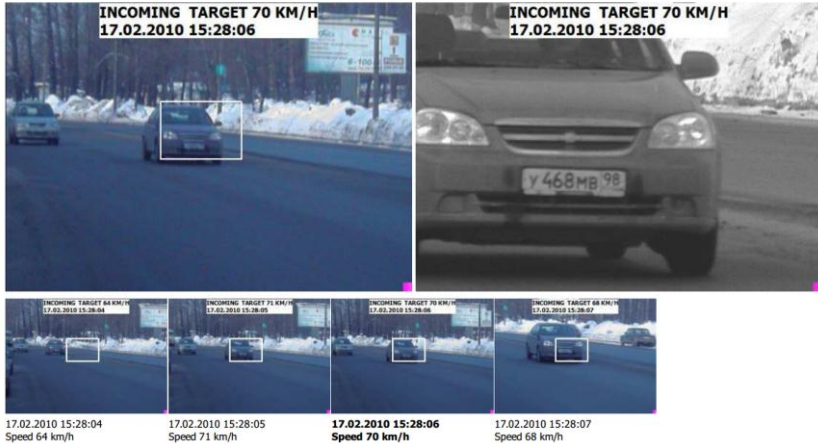 INCOMING TARGET 70 KM/H
17.02.2010 15:28:06
INCOMING TARGET 70 KM/H
17.02.2010 15:28:06
У 468 МВ 98
INCOMING TARGET 64 KM/H
17.02.2010 15:28:04
INCOMING TARGET 71 KM/H
17.02.2010 15:28:05
INCOMING TARGET 70 KM/H
17.02.2010 15:28:06
INCOMING TARGET 68 KM/H
17.02.2010 15:28:07
17.02.2010 15:28:04
Speed 64 km/h
17.02.2010 15:28:05
Speed 71 km/h
17.02.2010 15:28:06
Speed 70 km/h
17.02.2010 15:28:07
Speed 68 km/h